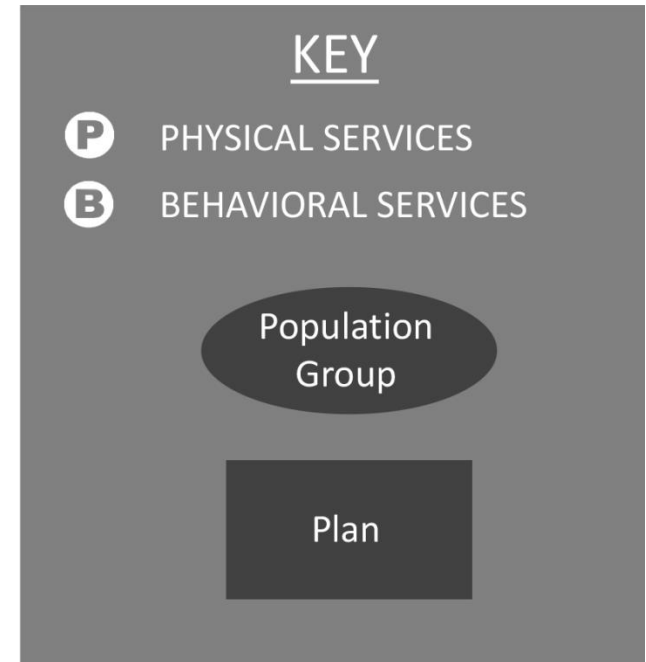 KEY
P PHYSICAL SERVICES
B BEHAVIORAL SERVICES
Population
Group
Plan